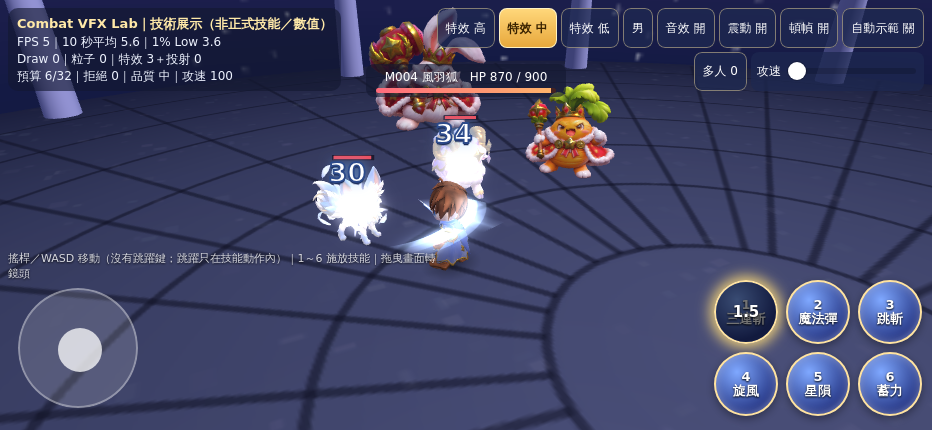 Combat VFX Lab｜技術展示（非正式技能／數值）
FPS 5｜10 秒平均 5.6｜1% Low 3.6
Draw 0｜粒子 0｜特效 3＋投射 0
預算 6/32｜拒絕 0｜品質 中｜攻速 100
特效 高
特效 中
特效 低
男
音效 開
震動 開
頓幀 開
自動示範 關
多人 0
攻速
M004 風羽狐 HP 870 / 900
34
30
搖桿／WASD 移動（沒有跳躍鍵；跳躍只在技能動作內）｜1～6 施放技能｜拖曳畫面轉
鏡頭
1
1.5
三連斬
2
魔法彈
3
跳斬
4
旋風
5
星隕
6
蓄力